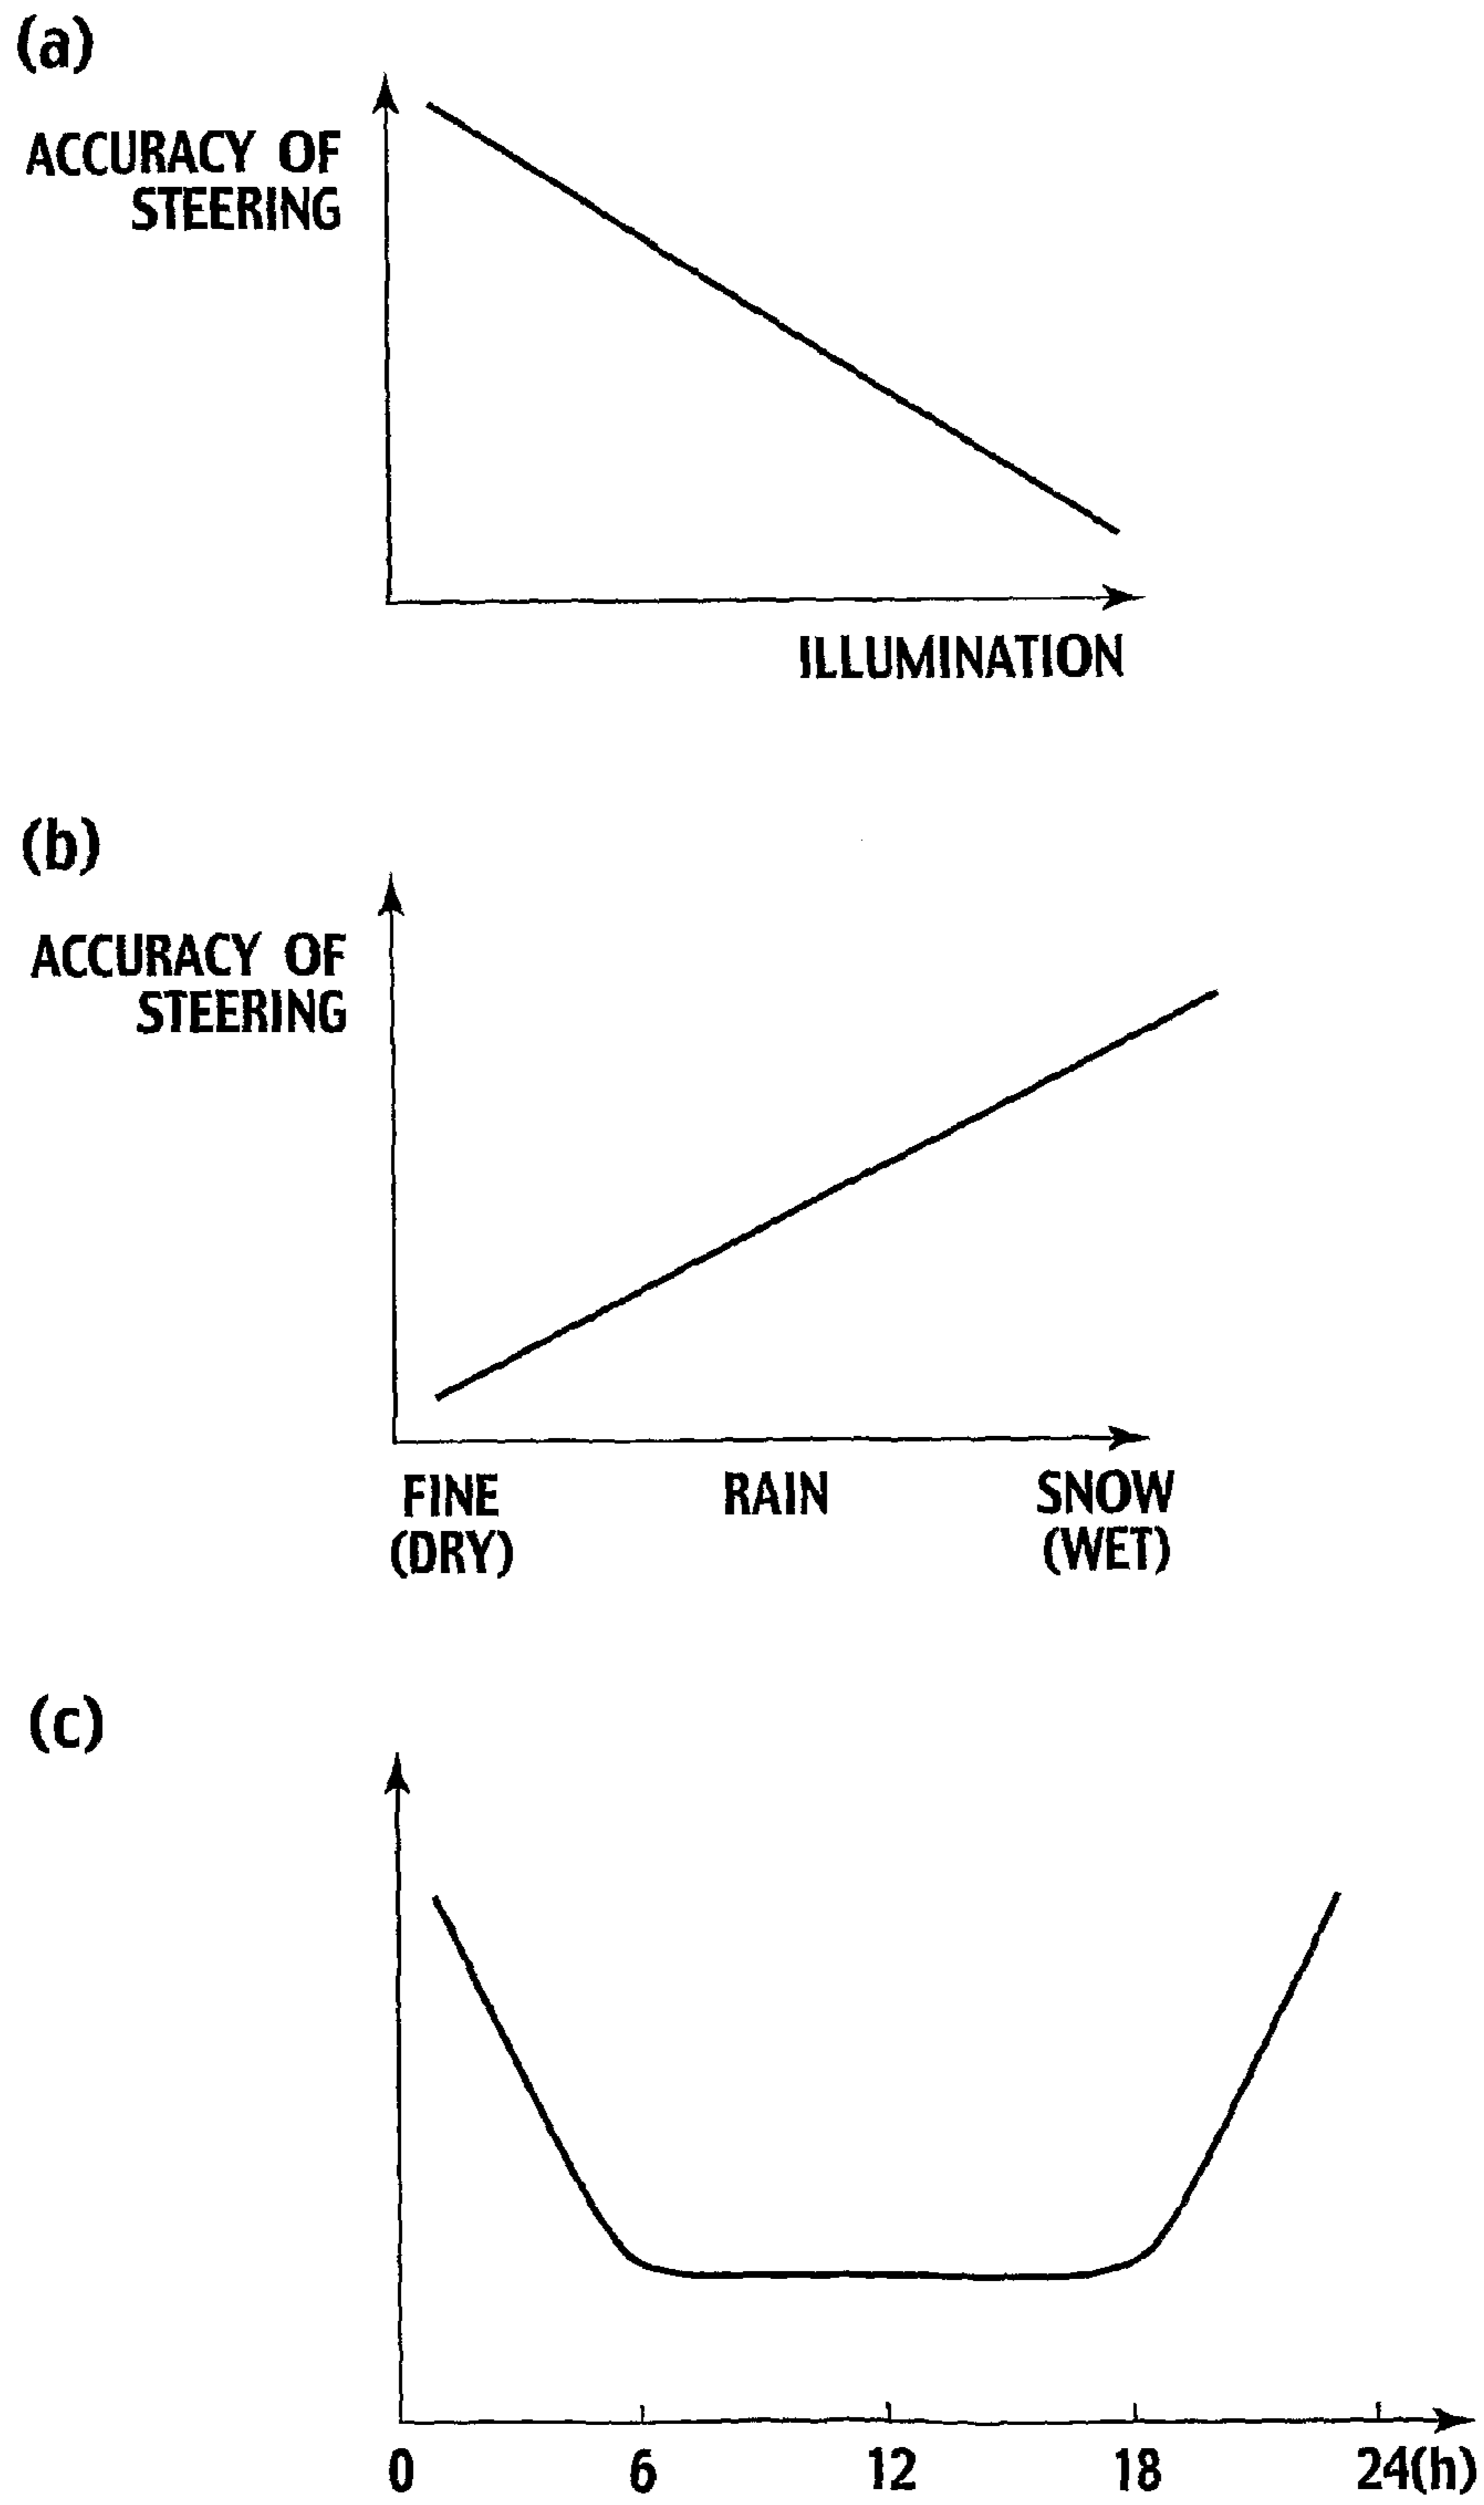 (a)
ACCURACY OF
STEERING
ILLUMINATION
(b)
ACCURACY OF
STEERING
FINE RAIN SNOW
(DRY) (WET)
(c)
0 6 12 18 24(h)